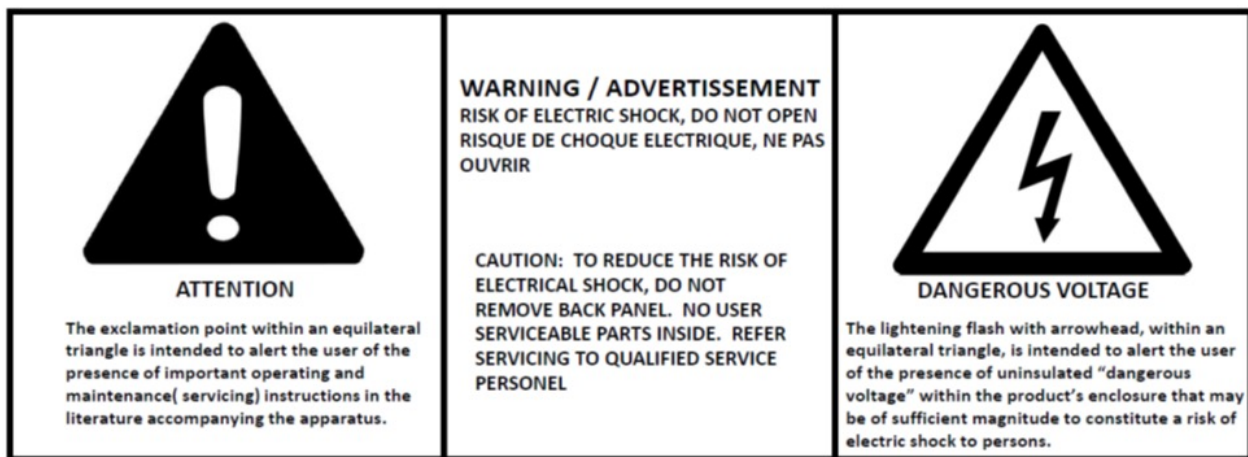 ATTENTION
The exclamation point within an equilateral
triangle is intended to alert the user of the
presence of important operating and
maintenance( servicing) instructions in the
literature accompanying the apparatus.
WARNING / ADVERTISSEMENT
RISK OF ELECTRIC SHOCK, DO NOT OPEN
RISQUE DE CHOQUE ELECTRIQUE, NE PAS
OUVRIR
CAUTION: TO REDUCE THE RISK OF
ELECTRICAL SHOCK, DO NOT
REMOVE BACK PANEL. NO USER
SERVICEABLE PARTS INSIDE. REFER
SERVICING TO QUALIFIED SERVICE
PERSONEL
DANGEROUS VOLTAGE
The lightening flash with arrowhead, within an
equilateral triangle, is intended to alert the user
of the presence of uninsulated “dangerous
voltage” within the product’s enclosure that may
be of sufficient magnitude to constitute a risk of
electric shock to persons.